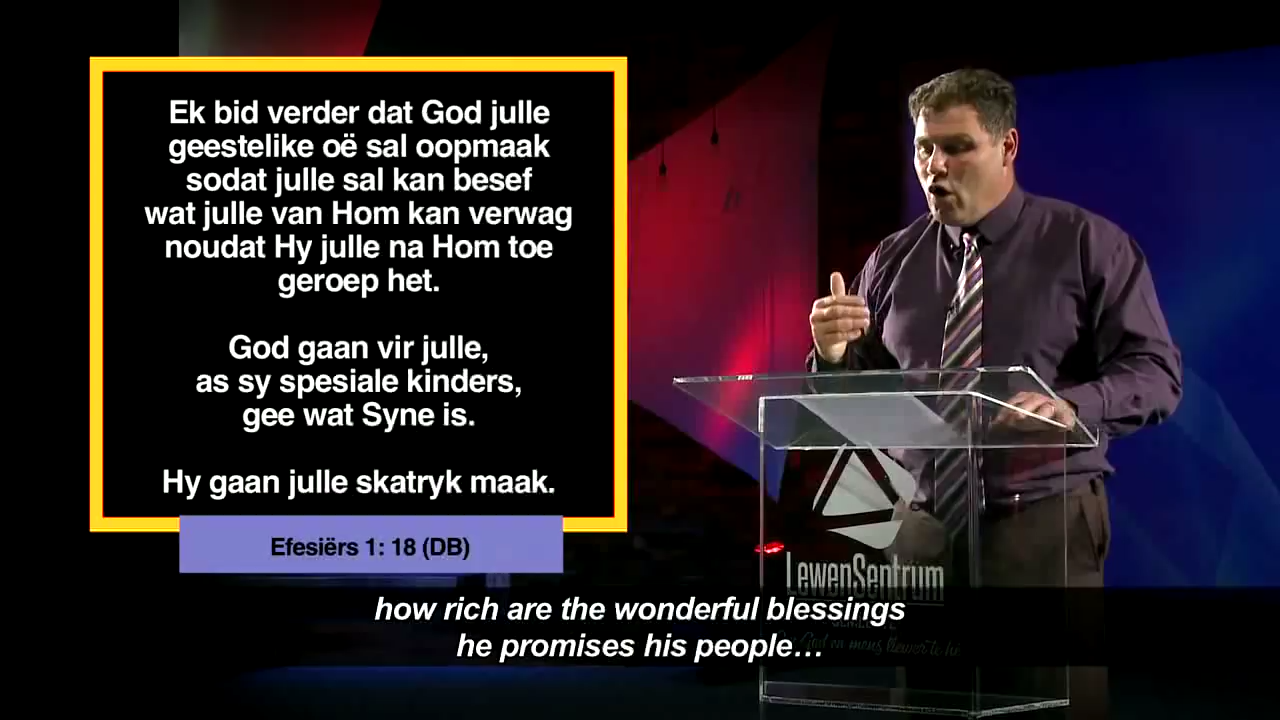 Ek bid verder dat God julle
geestelike oë sal oopmaak
sodat julle sal kan besef
wat julle van Hom kan verwag
noudat Hy julle na Hom toe
geroep het.
God gaan vir julle,
as sy spesiale kinders,
gee wat Syne is.
Hy gaan julle skatryk maak.
Efesiërs 1: 18 (DB)
LewenSentrum
how rich are the wonderful blessings
he promises his people…